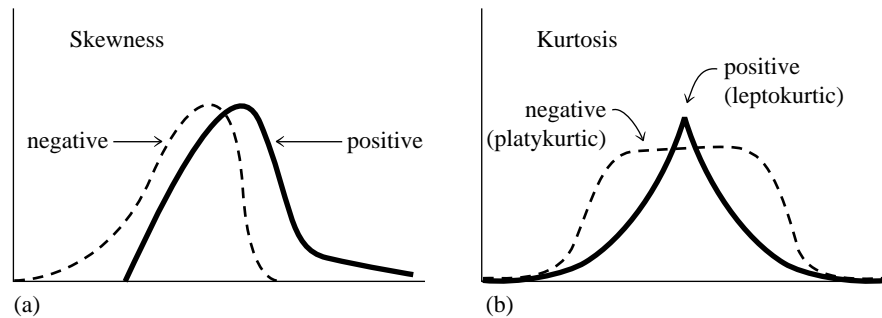 Skewness
negative
positive
(a)
Kurtosis
positive
(leptokurtic)
negative
(platykurtic)
(b)